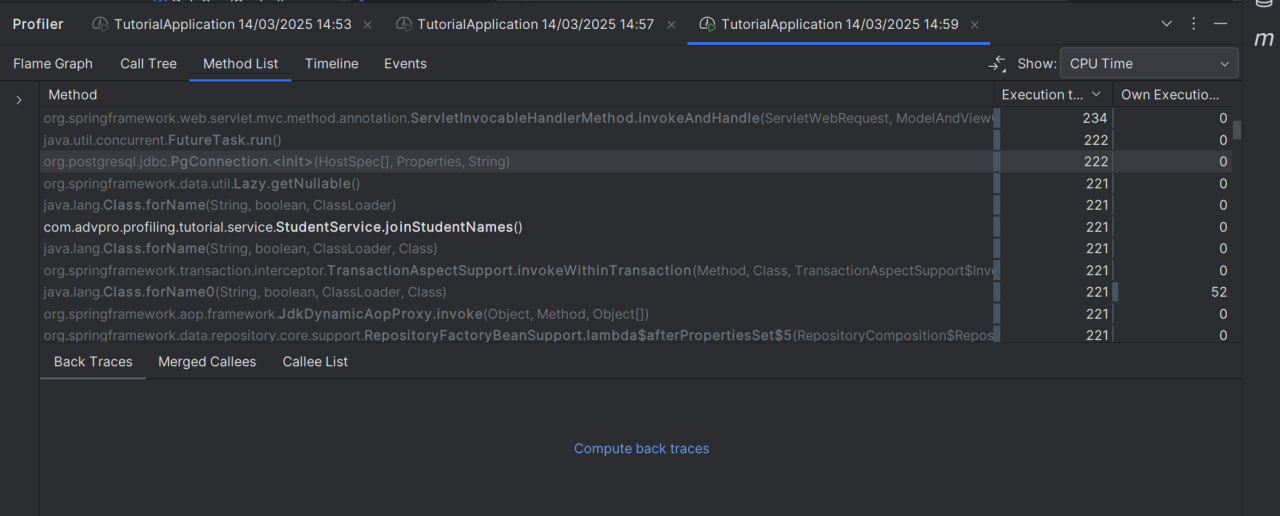 Profiler TutorialApplication 14/03/2025 14:53 TutorialApplication 14/03/2025 14:57 TutorialApplication 14/03/2025 14:59
m
Flame Graph Call Tree Method List Timeline Events Show: CPU Time
Method Execution t... Own Executio...
org.springframework.web.servlet.mvc.method.annotation.ServletInvocableHandlerMethod.invokeAndHandle(ServletWebRequest, ModelAndView 234 0
java.util.concurrent.FutureTask.run() 222 0
org.postgresql.jdbc.PgConnection.<init>(HostSpec[], Properties, String) 222 0
org.springframework.data.util.Lazy.getNullable() 221 0
java.lang.Class.forName(String, boolean, ClassLoader) 221 0
com.advpro.profiling.tutorial.service.StudentService.joinStudentNames() 221 0
java.lang.Class.forName(String, boolean, ClassLoader, Class) 221 0
org.springframework.transaction.interceptor.TransactionAspectSupport.invokeWithinTransaction(Method, Class, TransactionAspectSupport$Inv 221 0
java.lang.Class.forName0(String, boolean, ClassLoader, Class) 221 52
org.springframework.aop.framework.JdkDynamicAopProxy.invoke(Object, Method, Object[]) 221 0
org.springframework.data.repository.core.support.RepositoryFactoryBeanSupport.lambda$afterPropertiesSet$5(RepositoryComposition$Repos 221 0
Back Traces Merged Callees Callee List
Compute back traces